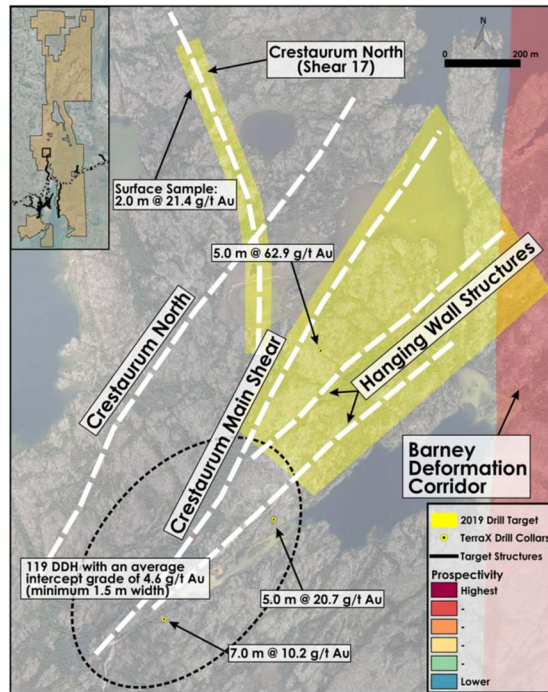 N
200 m
0
Crestaurum North
(Shear 17)
Surface Sample:
2.0 m @ 21.4 g/t Au
5.0 m @ 62.9 g/t Au
Crestaurum North
Crestaurum Main Shear
Hanging Wall Structures
Barney
Deformation
Corridor
119 DDH with an average
intercept grade of 4.6 g/t Au
(minimum 1.5 m width)
5.0 m @ 20.7 g/t Au
7.0 m @ 10.2 g/t Au
2019 Drill Target
TerraX Drill Collars
Target Structures
Prospectivity
Highest
-
-
-
-
Lower